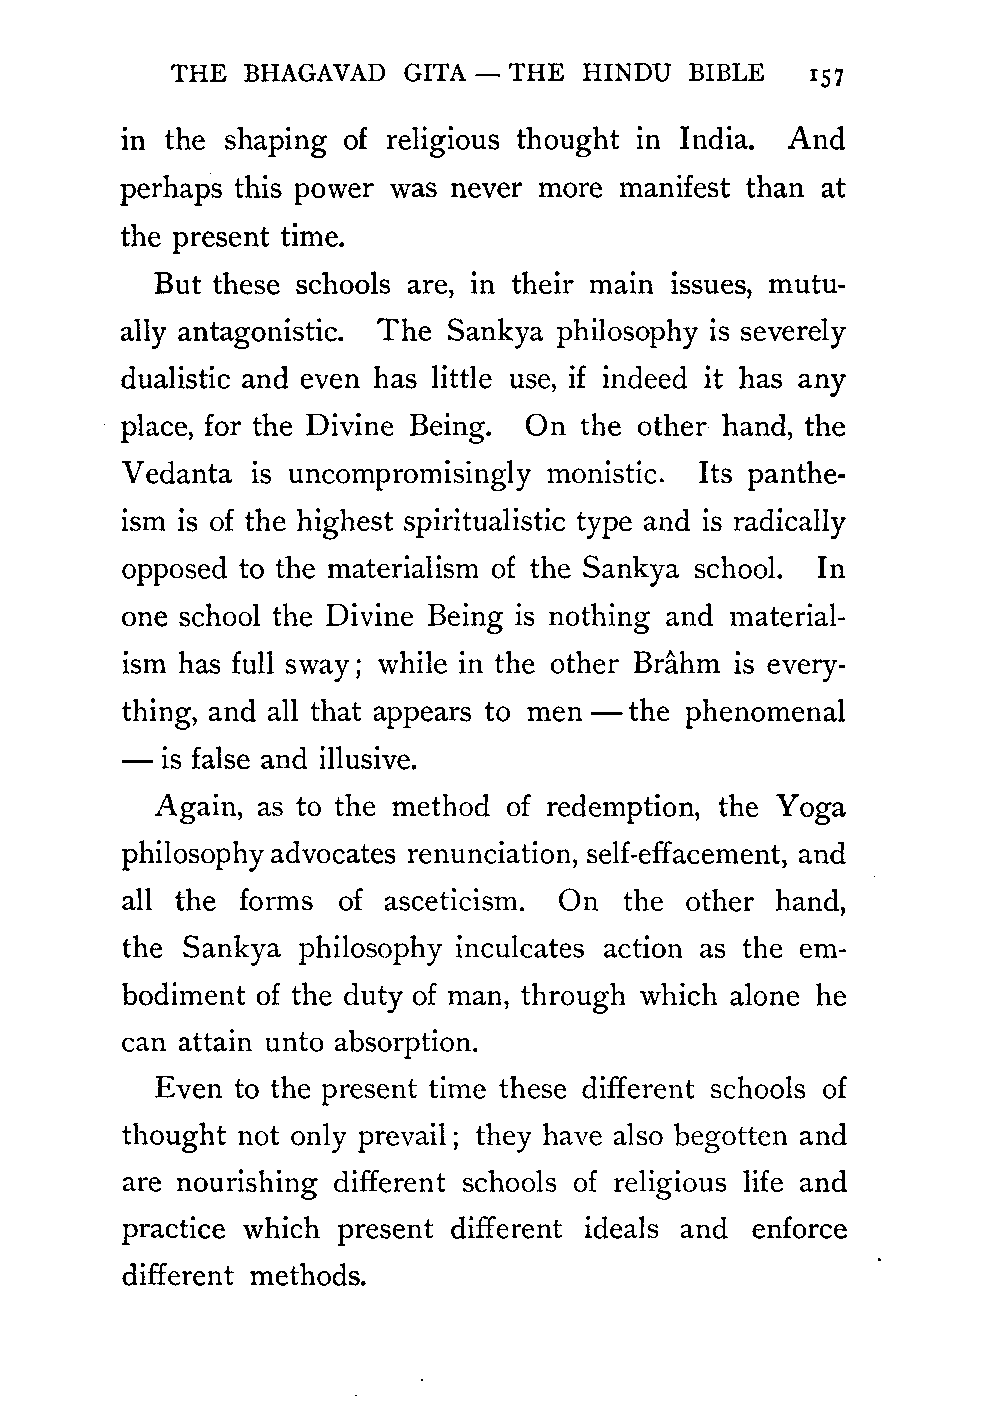 THE BHAGAVAD GITA — THE HINDU BIBLE 157
in the shaping of religious thought in India. And
perhaps this power was never more manifest than at
the present time.
But these schools are, in their main issues, mutu-
ally antagonistic. The Sankya philosophy is severely
dualistic and even has little use, if indeed it has any
place, for the Divine Being. On the other hand, the
Vedanta is uncompromisingly monistic. Its panthe-
ism is of the highest spiritualistic type and is radically
opposed to the materialism of the Sankya school. In
one school the Divine Being is nothing and material-
ism has full sway; while in the other Brâhm is every-
thing, and all that appears to men — the phenomenal
— is false and illusive.
Again, as to the method of redemption, the Yoga
philosophy advocates renunciation, self-effacement, and
all the forms of asceticism. On the other hand,
the Sankya philosophy inculcates action as the em-
bodiment of the duty of man, through which alone he
can attain unto absorption.
Even to the present time these different schools of
thought not only prevail; they have also begotten and
are nourishing different schools of religious life and
practice which present different ideals and enforce
different methods.